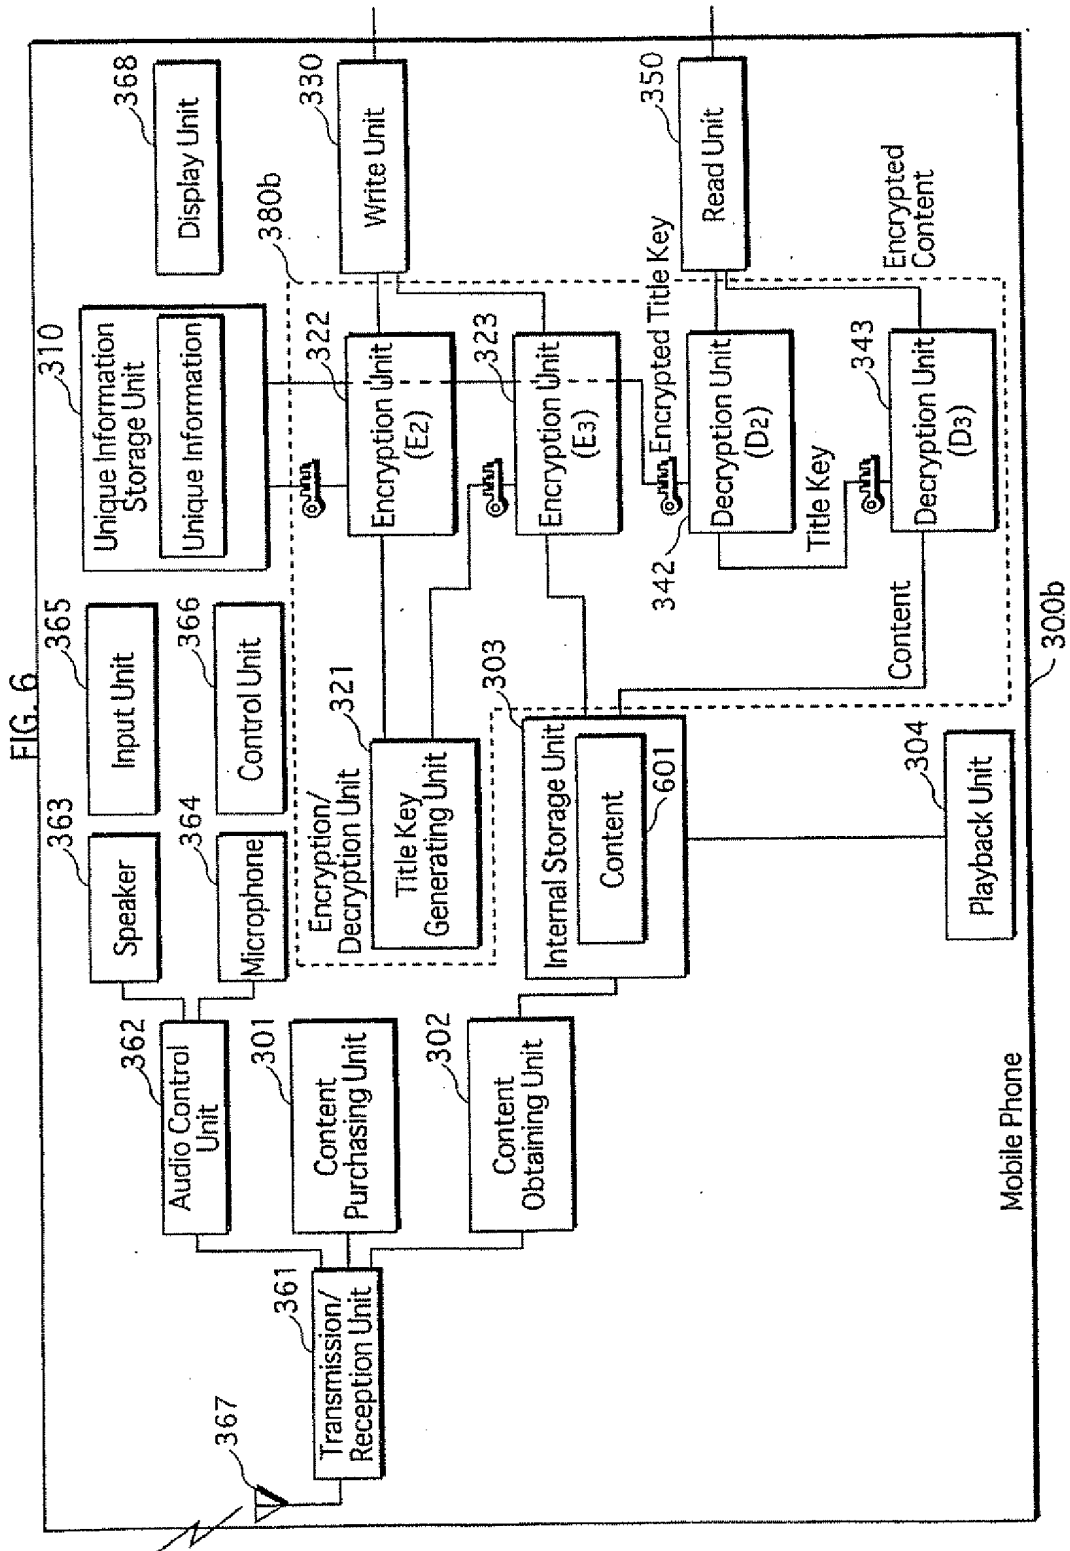 FIG. 6
367
361
Transmission/
Reception Unit
362
Audio Control
Unit
363
Speaker
364
Microphone
365
Input Unit
366
Control Unit
310
Unique Information
Storage Unit
Unique Information
368
Display Unit
301
Content
Purchasing Unit
302
Content
Obtaining Unit
Encryption/
Decryption Unit
380b
321
Title Key
Generating Unit
322
Encryption Unit
(E2)
330
Write Unit
323
Encryption Unit
(E3)
303
Internal Storage Unit
Content
601
Encrypted Title Key
342
Decryption Unit
(D2)
350
Read Unit
Title Key
343
Decryption Unit
(D3)
Encrypted
Content
Content
304
Playback Unit
Mobile Phone
300b